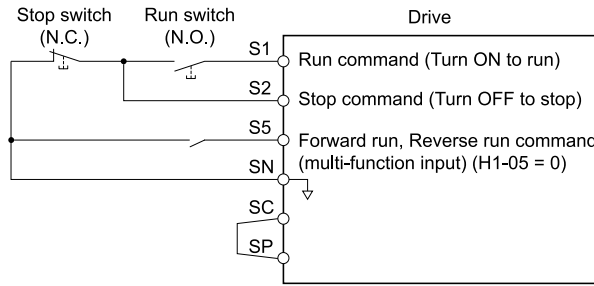 Stop switch
(N.C.)
Run switch
(N.O.)
Drive
S1
Run command (Turn ON to run)
S2
Stop command (Turn OFF to stop)
S5
Forward run, Reverse run command
(multi-function input) (H1-05 = 0)
SN
SC
SP